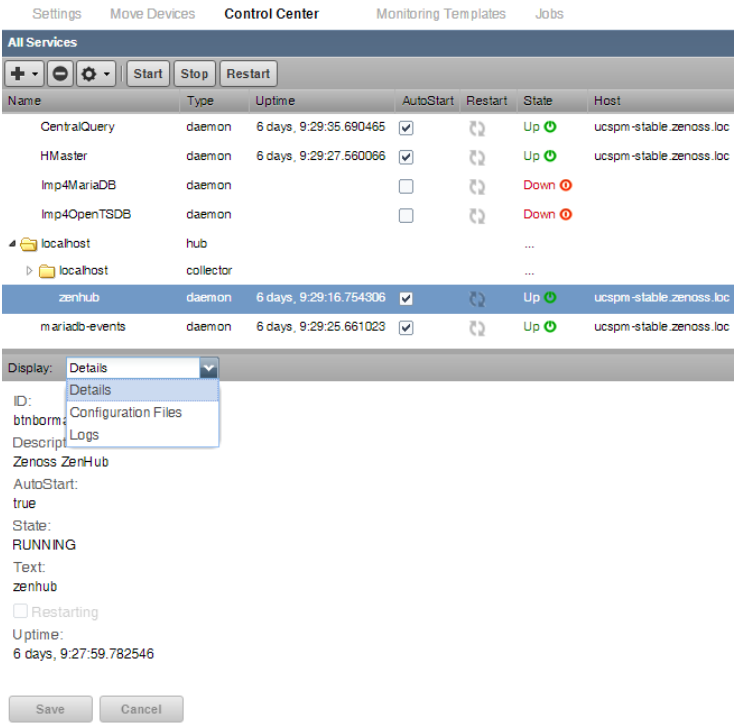 Settings Move Devices Control Center Monitoring Templates Jobs
All Services
Start Stop Restart
Name Type Uptime AutoStart Restart State Host
CentralQuery daemon 6 days, 9:29:35.690465 Up ucspm-stable.zenoss.loc
HMaster daemon 6 days, 9:29:27.560066 Up ucspm-stable.zenoss.loc
Imp4MariaDB daemon Down
Imp4OpenTSDB daemon Down
localhost hub ...
localhost collector ...
zenhub daemon 6 days, 9:29:16.754306 Up ucspm-stable.zenoss.loc
mariadb-events daemon 6 days, 9:29:25.661023 Up ucspm-stable.zenoss.loc
Display: Details
Details
Configuration Files
Logs
ID:
btnborma
Descript
Zenoss ZenHub
AutoStart:
true
State:
RUNNING
Text:
zenhub
Restarting
Uptime:
6 days, 9:27:59.782546
Save Cancel